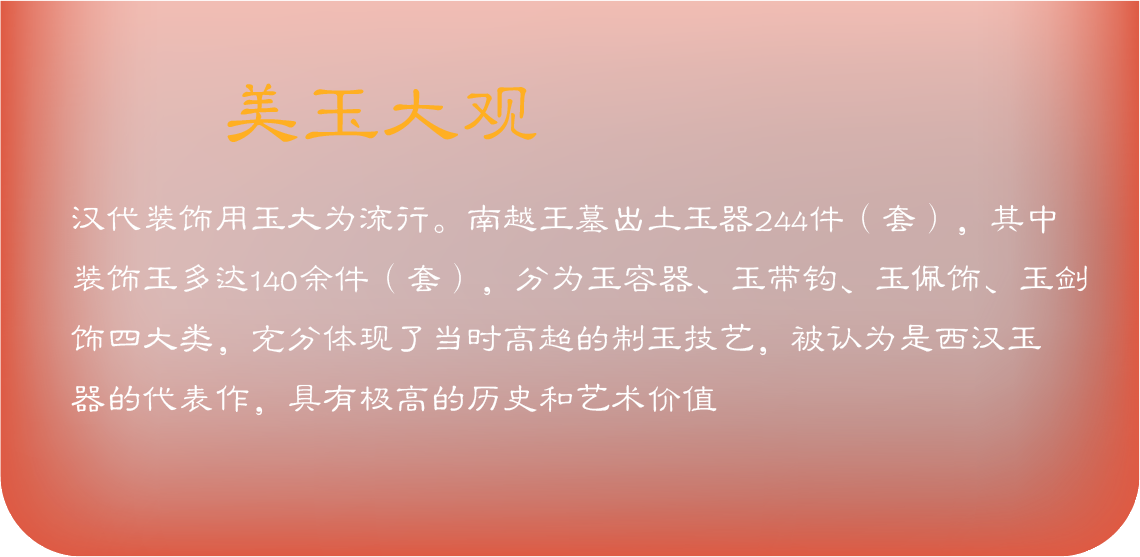 美玉大观
汉代装饰用玉大为流行。南越王墓出土玉器244件（套），其中
装饰玉多达140余件（套），分为玉容器、玉带钩、玉佩饰、玉剑
饰四大类，充分体现了当时高超的制玉技艺，被认为是西汉玉
器的代表作，具有极高的历史和艺术价值